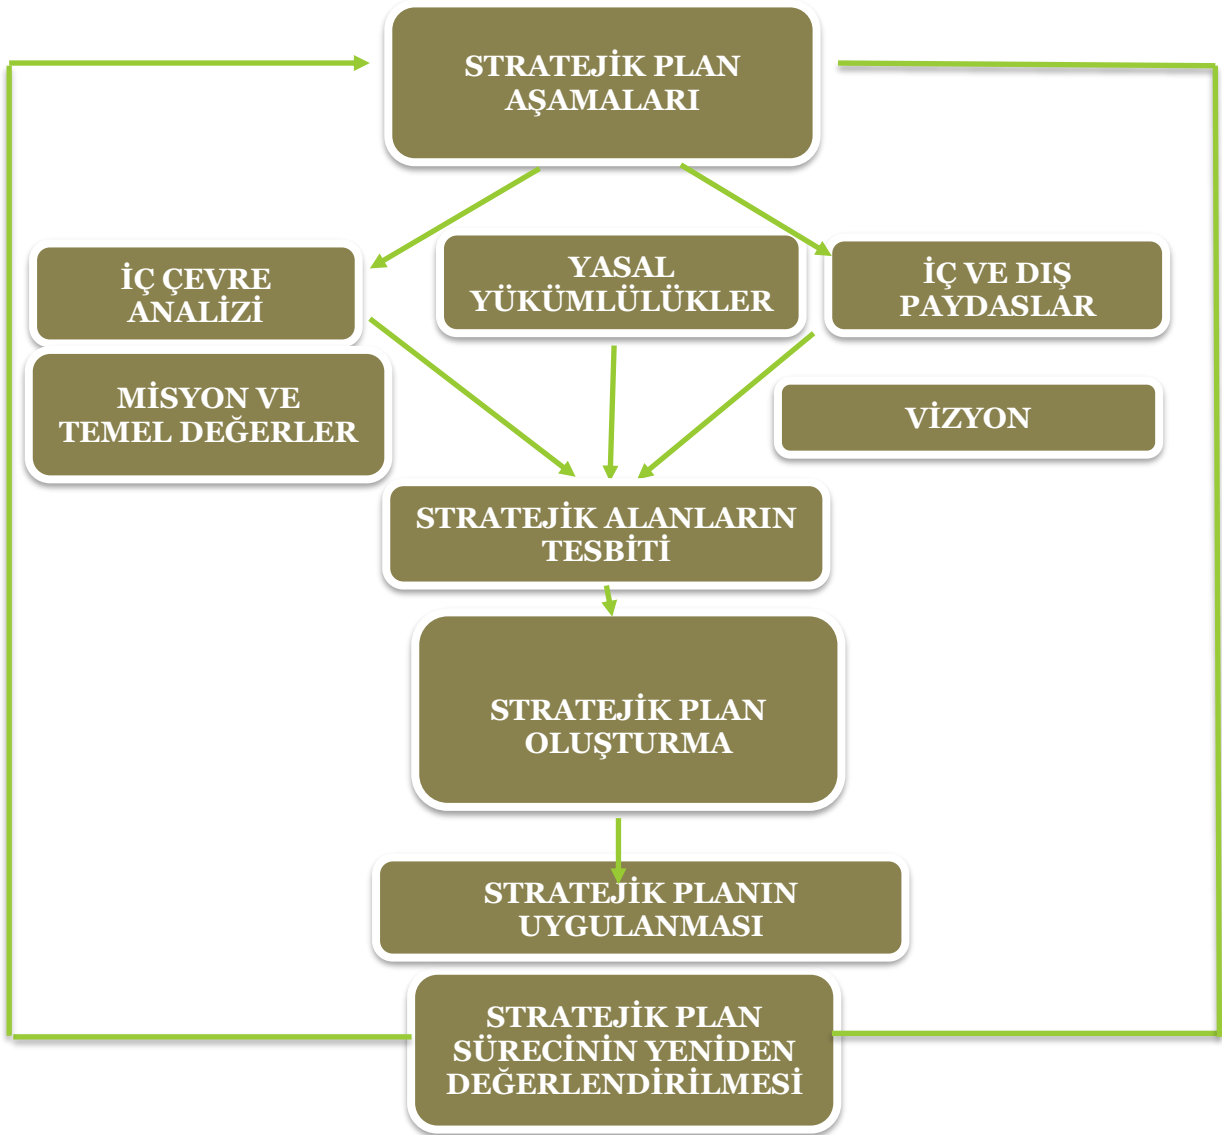 STRATEJİK PLAN
AŞAMALARI
İÇ ÇEVRE
ANALİZİ
YASAL
YÜKÜMLÜLÜKLER
İÇ VE DIŞ
PAYDASLAR
MİSYON VE
TEMEL DEĞERLER
VİZYON
STRATEJİK ALANLARIN
TESBİTİ
STRATEJİK PLAN
OLUŞTURMA
STRATEJİK PLANIN
UYGULANMASI
STRATEJİK PLAN
SÜRECİNİN YENİDEN
DEĞERLENDİRİLMESİ